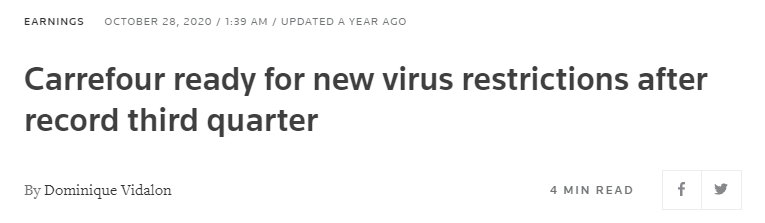 EARNINGS OCTOBER 28, 2020 / 1:39 AM / UPDATED A YEAR AGO
Carrefour ready for new virus restrictions after
record third quarter
By Dominique Vidalon 4 MIN READ